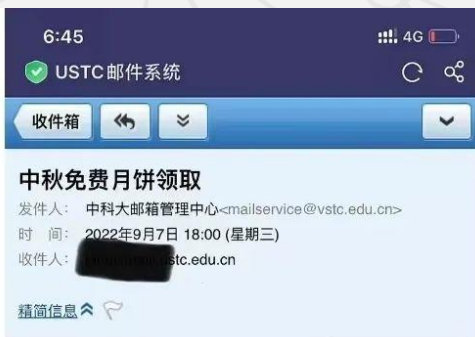 6:45
4G
USTC邮件系统
收件箱
中秋免费月饼领取
发件人： 中科大邮箱管理中心<mailservice@vstc.edu.cn>
时 间： 2022年9月7日 18:00 (星期三)
收件人： stc.edu.cn
精简信息